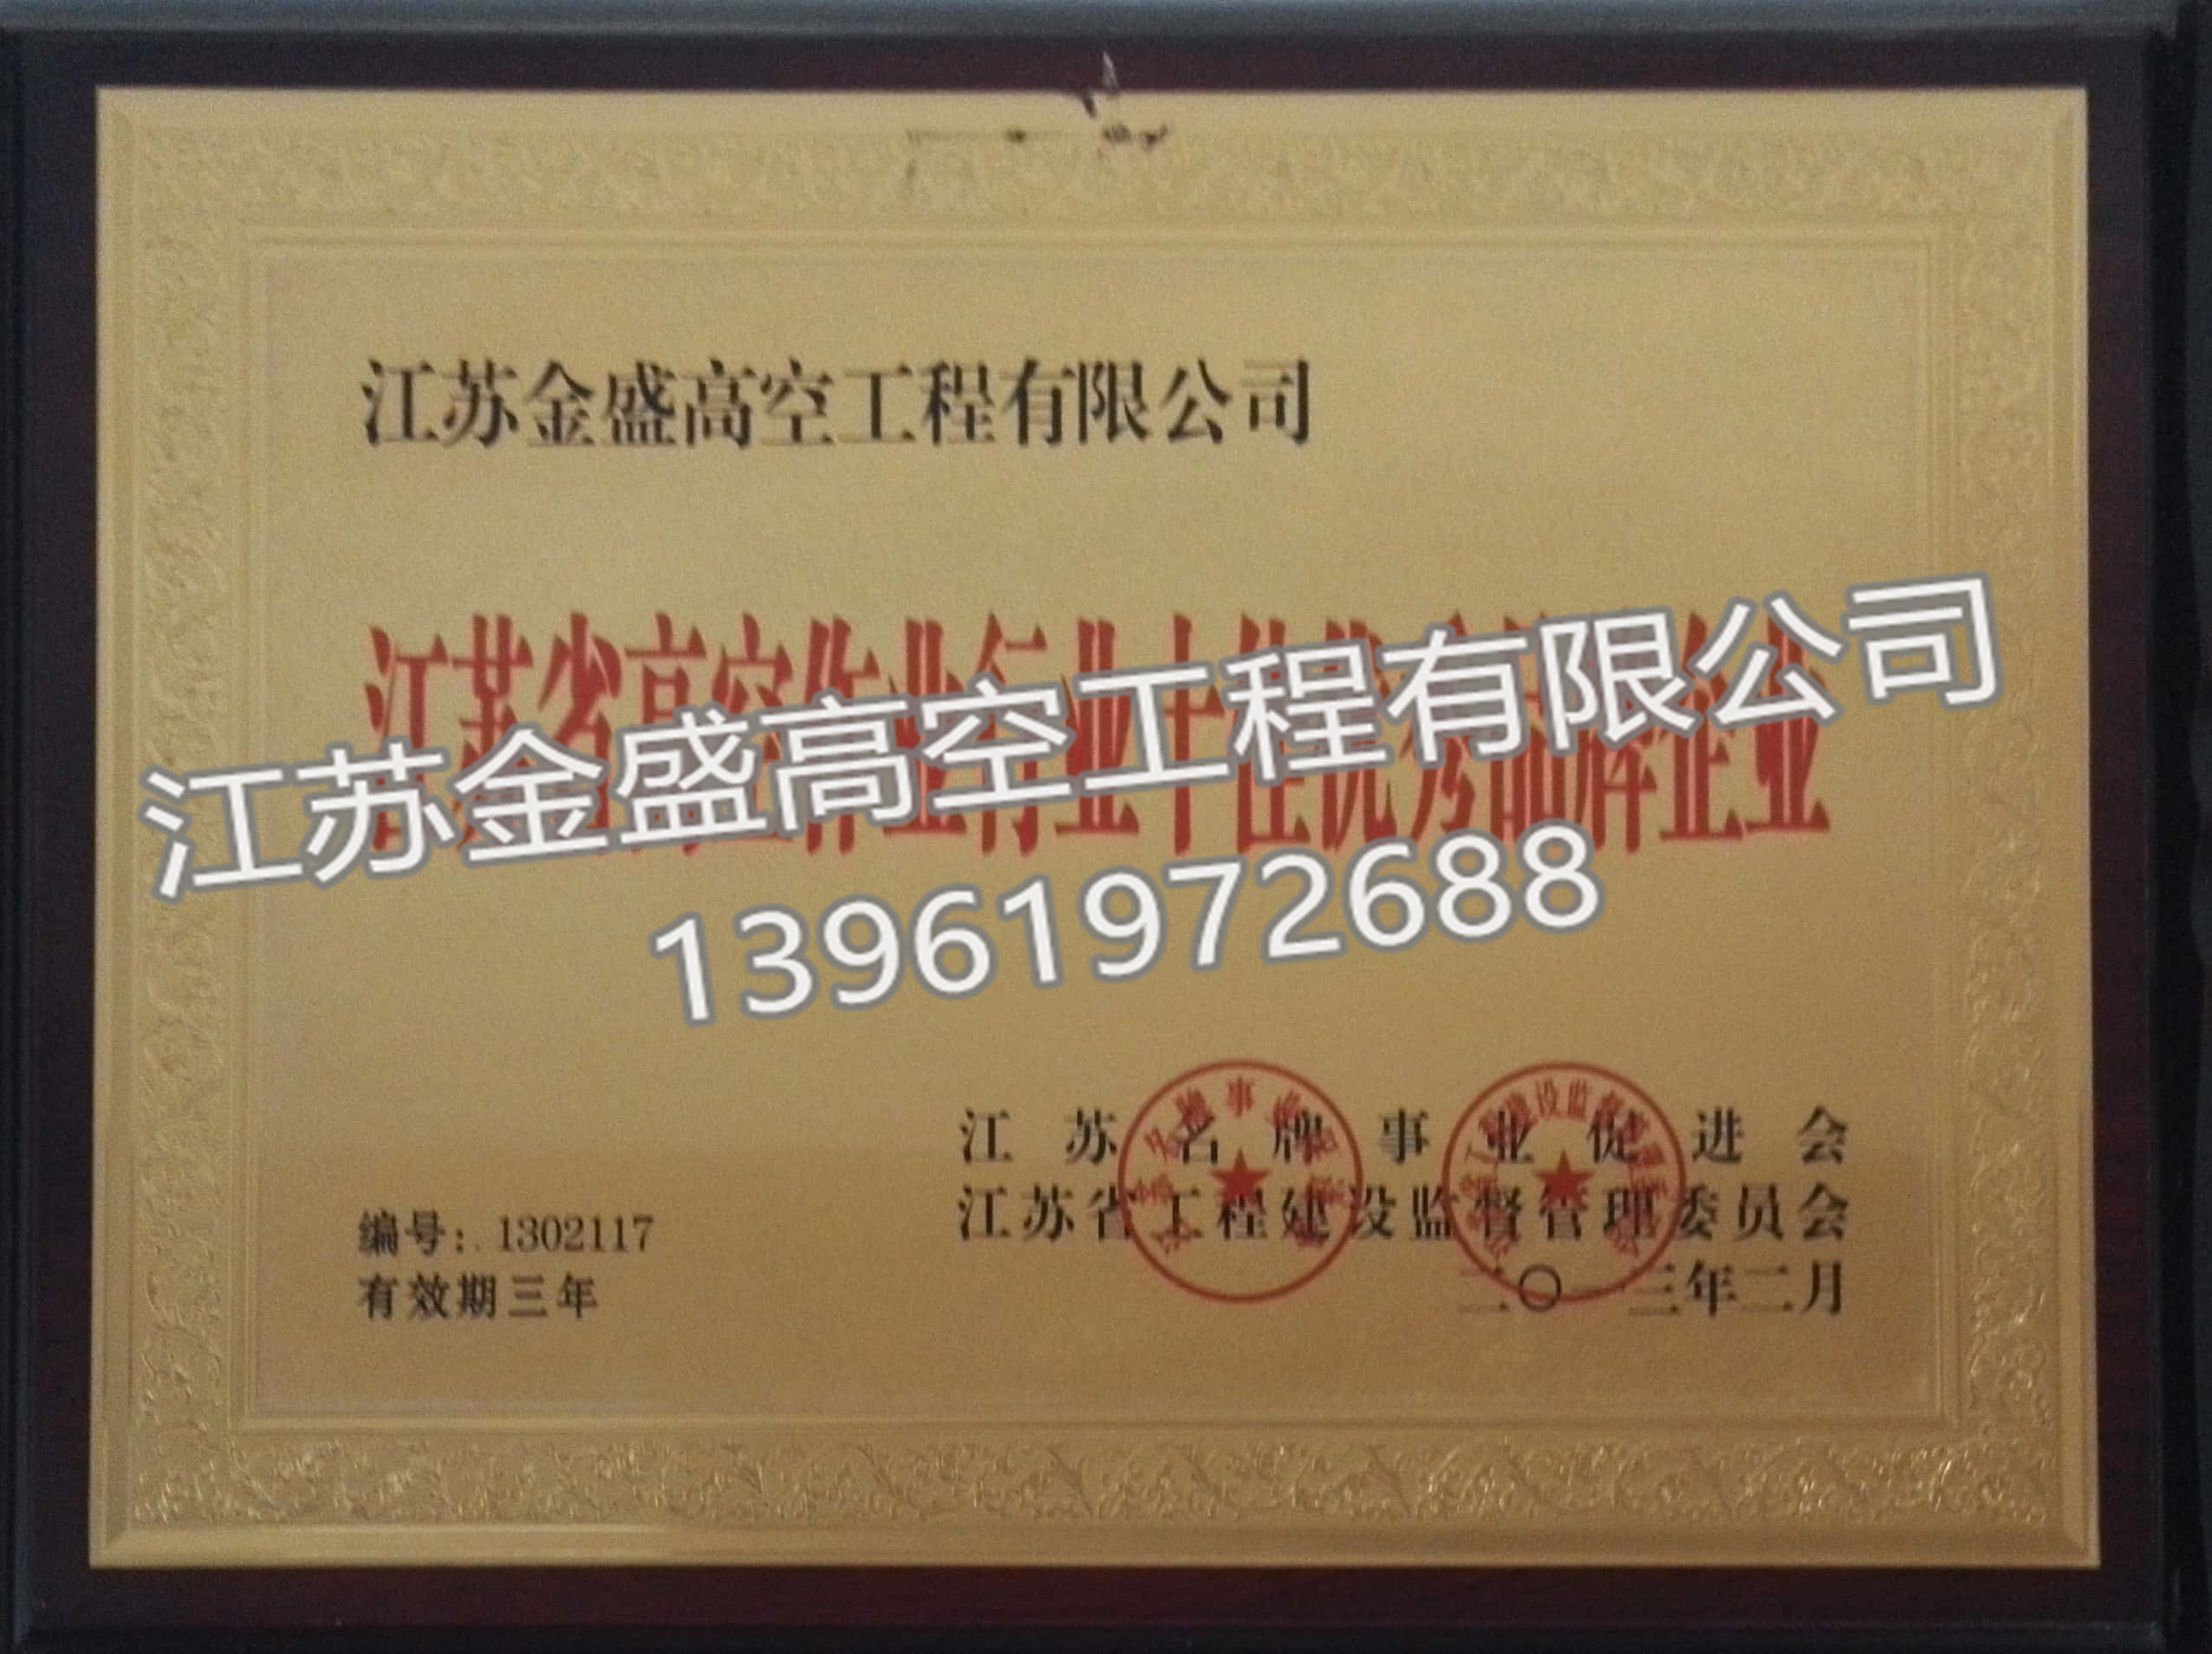 江苏金盛高空工程有限公司
江苏省高空作业行业十佳优秀品牌企业
江苏金盛高空工程有限公司
13961972688
江苏名牌事业促进会
江苏省工程建设监督管理委员会
二〇一三年二月
编号：1302117
有效期三年